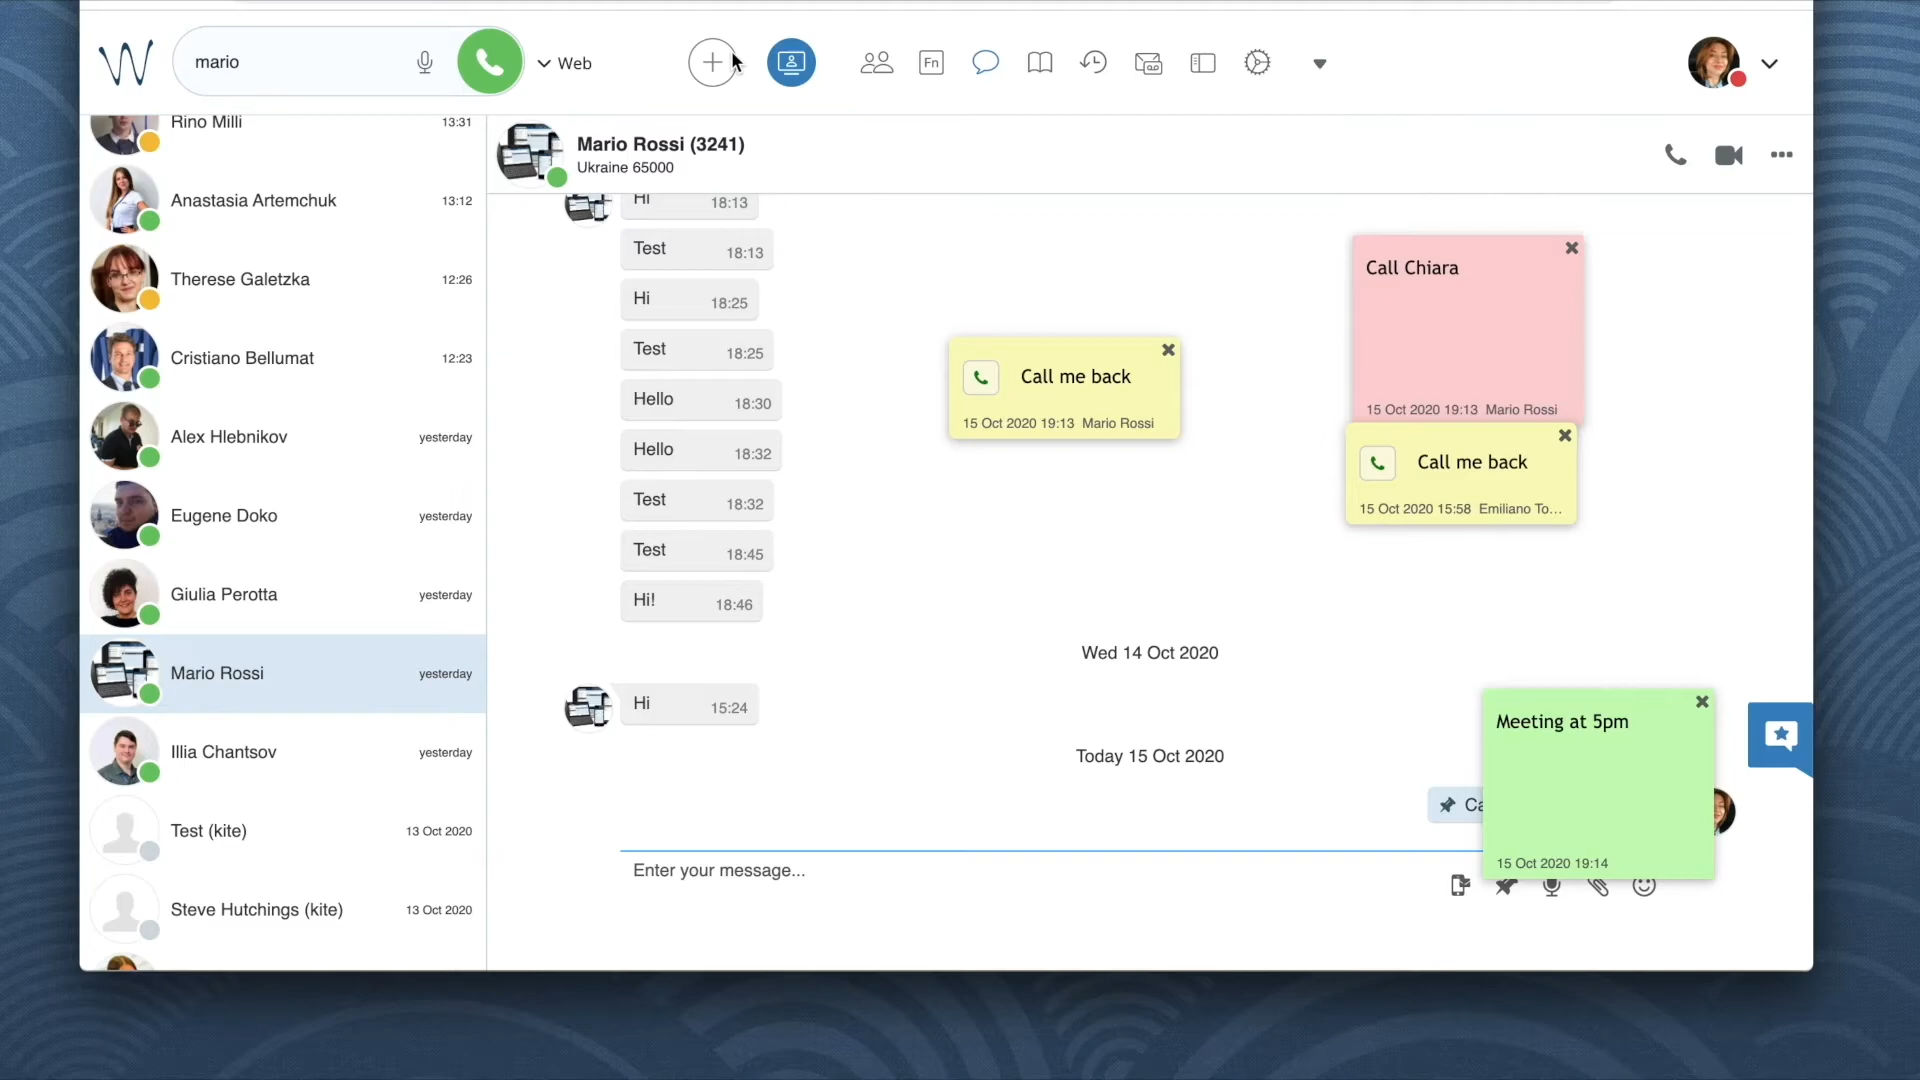 mario
Web
Fn
Rino Milli
13:31
Anastasia Artemchuk
13:12
Therese Galetzka
12:26
Cristiano Bellumat
12:23
Alex Hlebnikov
yesterday
Eugene Doko
yesterday
Giulia Perotta
yesterday
Mario Rossi
yesterday
Illia Chantsov
yesterday
Test (kite)
13 Oct 2020
Steve Hutchings (kite)
13 Oct 2020
Mario Rossi (3241)
Ukraine 65000
Hi 18:13
Test 18:13
Hi 18:25
Test 18:25
Hello 18:30
Hello 18:32
Test 18:32
Test 18:45
Hi! 18:46
Wed 14 Oct 2020
Hi 15:24
Today 15 Oct 2020
Ca
Enter your message...
Call me back
15 Oct 2020 19:13 Mario Rossi
Call Chiara
15 Oct 2020 19:13 Mario Rossi
Call me back
15 Oct 2020 15:58 Emiliano To...
Meeting at 5pm
15 Oct 2020 19:14